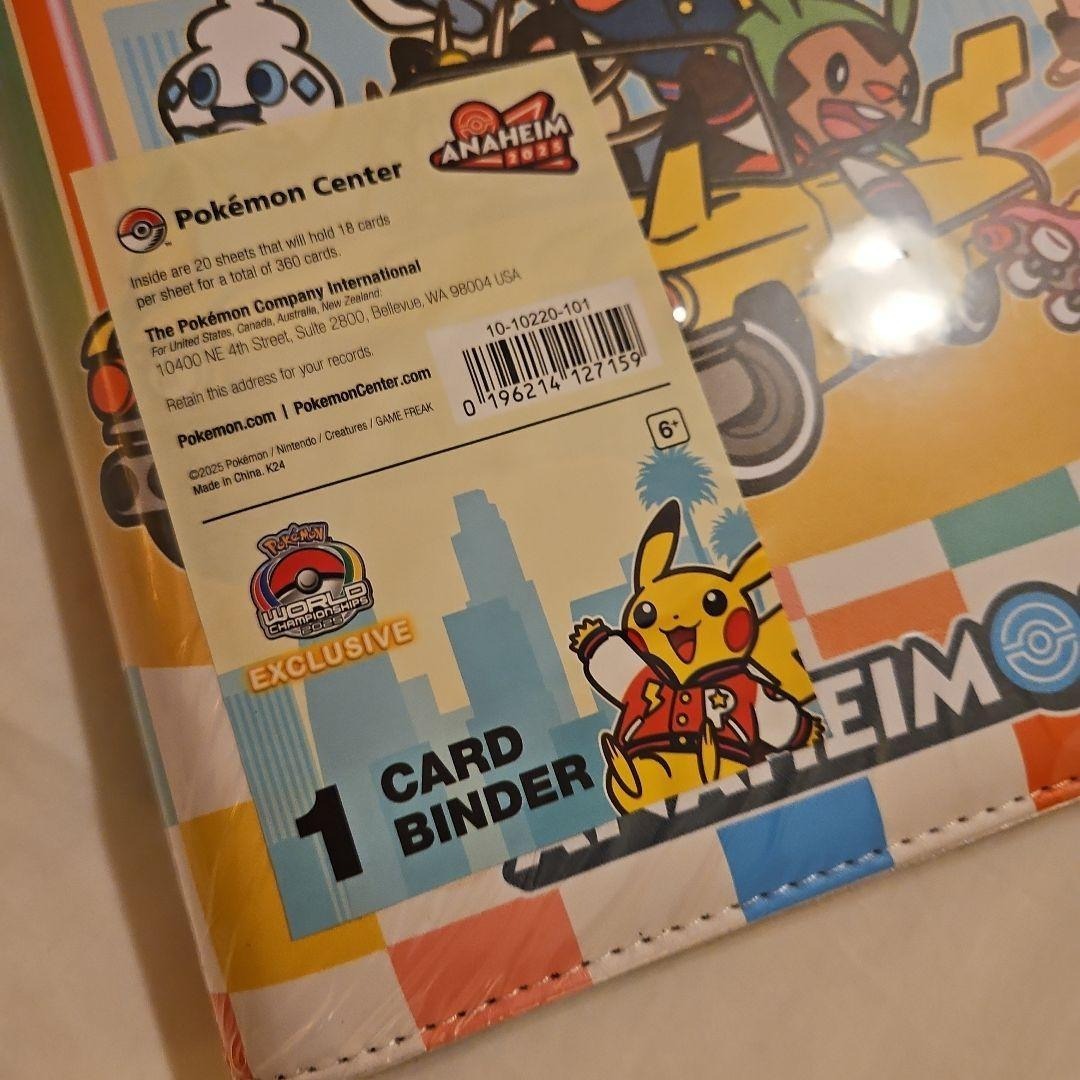 ANAHEIM
2025
Pokémon Center
Inside are 20 sheets that will hold 18 cards
per sheet for a total of 360 cards.
The Pokémon Company International
For United States, Canada, Australia, New Zealand:
10400 NE 4th Street, Suite 2800, Bellevue, WA 98004 USA
Retain this address for your records.
Pokemon.com | PokemonCenter.com
10-10220-101
0 196214 127159
©2025 Pokémon / Nintendo / Creatures / GAME FREAK
Made in China. K24
6+
POKéMON
WORLD
CHAMPIONSHIPS
2025
EXCLUSIVE
P
1 CARD
BINDER
ANAHEIM